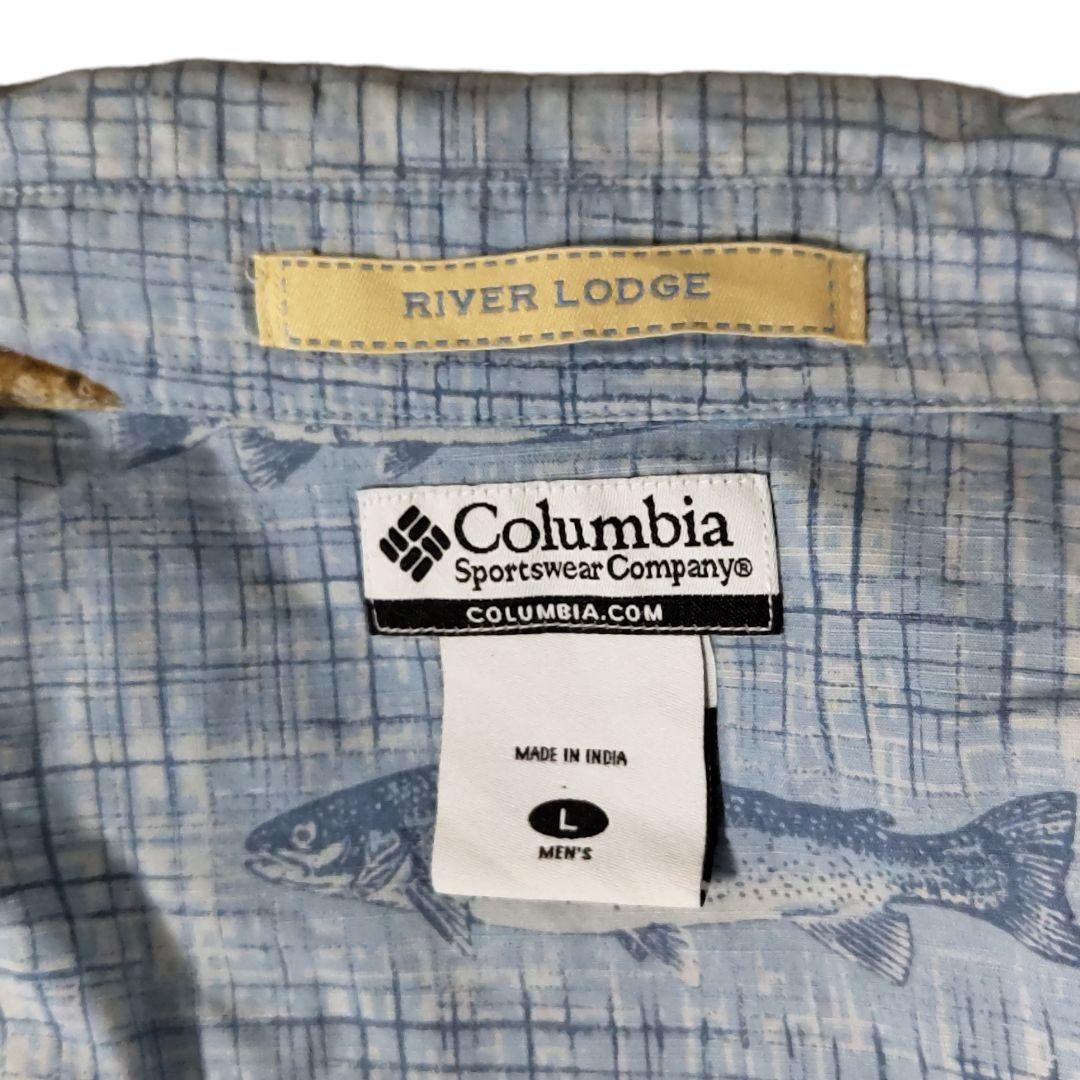 RIVER LODGE
Columbia
Sportswear Company®
COLUMBIA.COM
MADE IN INDIA
L
MEN'S